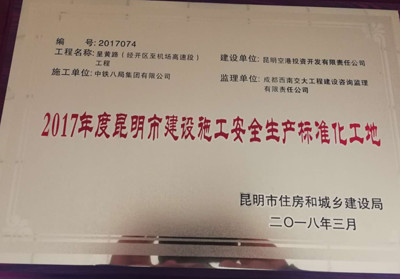 编    号: 2017074
工程名称: 呈黄路（经开区至机场高速段）
工程
建设单位: 昆明空港投资开发有限责任公司
施工单位: 中铁八局集团有限公司
监理单位: 成都西南交大工程建设咨询监理
有限责任公司
2017年度昆明市建设施工安全生产标准化工地
昆明市住房和城乡建设局
二〇一八年三月